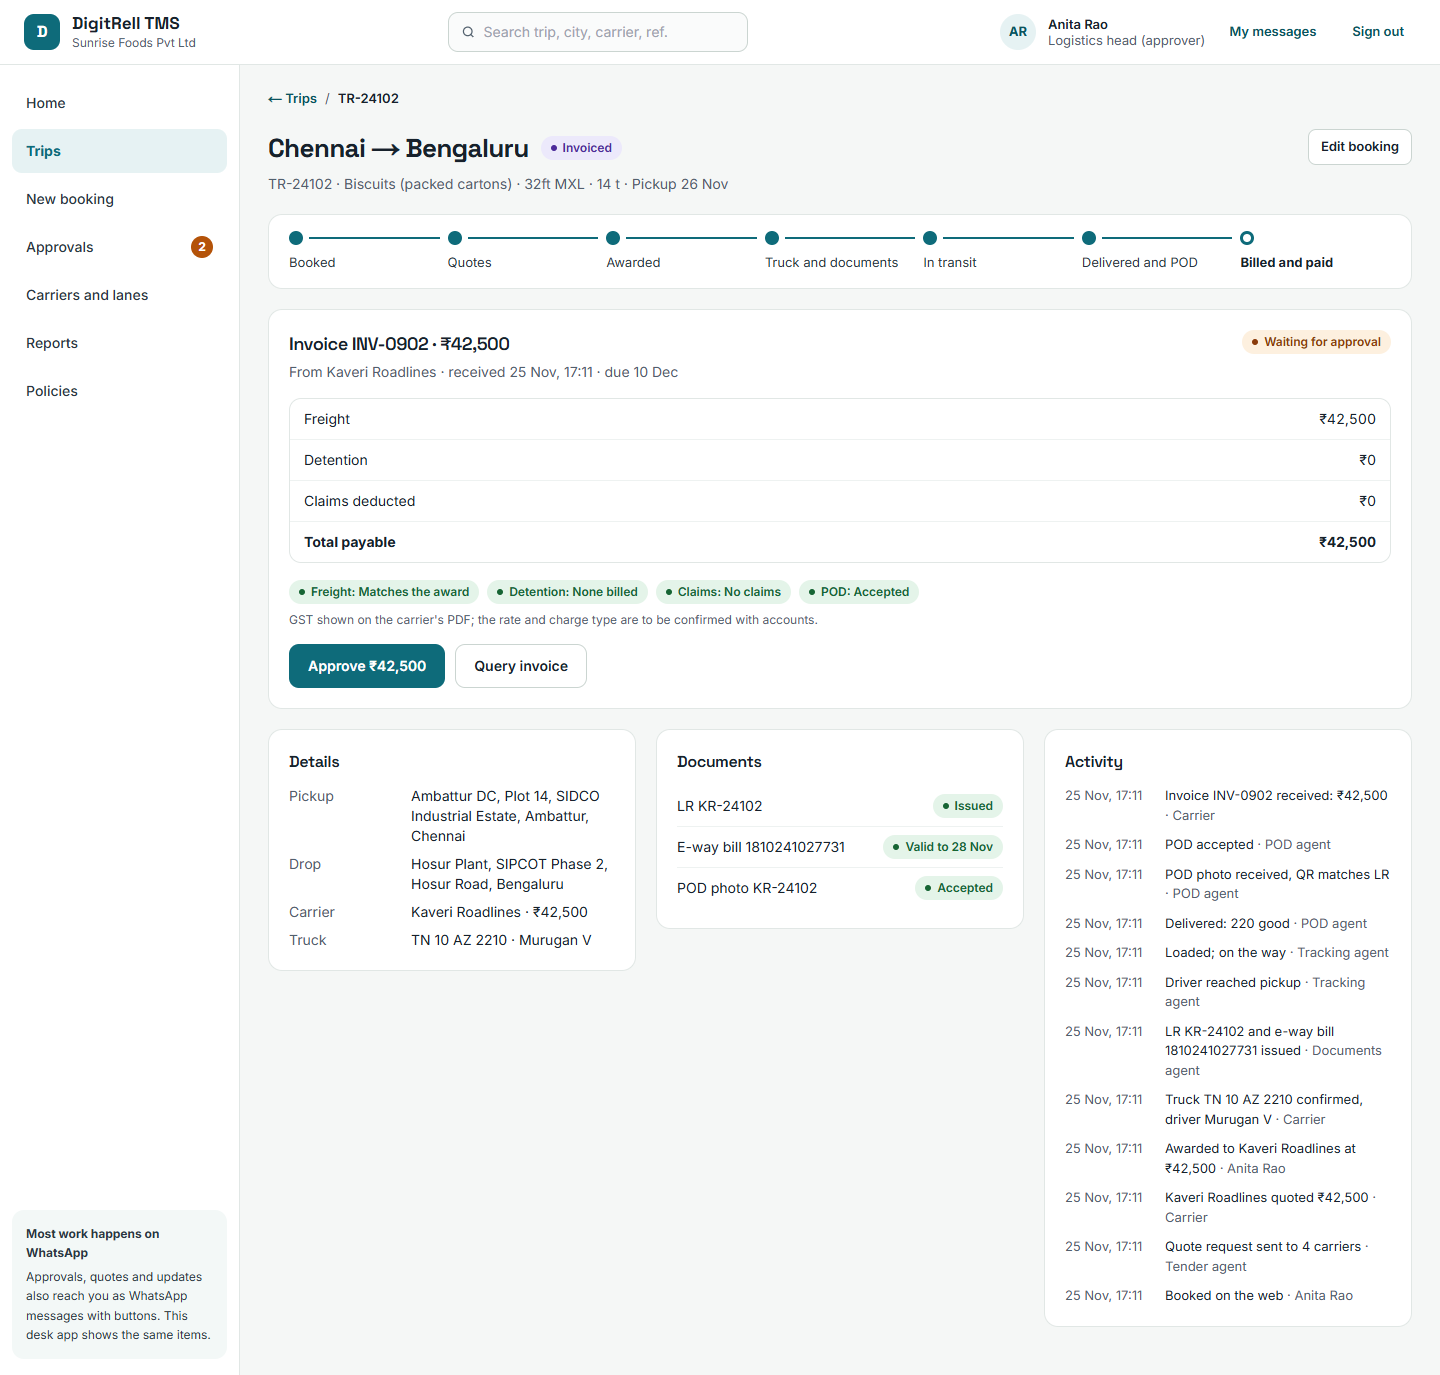 D
DigitRell TMS
Sunrise Foods Pvt Ltd
Search trip, city, carrier, ref.
AR
Anita Rao
Logistics head (approver)
My messages
Sign out
Home
Trips
New booking
Approvals
2
Carriers and lanes
Reports
Policies
Most work happens on
WhatsApp
Approvals, quotes and updates
also reach you as WhatsApp
messages with buttons. This
desk app shows the same items.
← Trips / TR-24102
Chennai → Bengaluru
Invoiced
Edit booking
TR-24102 · Biscuits (packed cartons) · 32ft MXL · 14 t · Pickup 26 Nov
Booked
Quotes
Awarded
Truck and documents
In transit
Delivered and POD
Billed and paid
Invoice INV-0902 · ₹42,500
Waiting for approval
From Kaveri Roadlines · received 25 Nov, 17:11 · due 10 Dec
Freight ₹42,500
Detention ₹0
Claims deducted ₹0
Total payable ₹42,500
Freight: Matches the award
Detention: None billed
Claims: No claims
POD: Accepted
GST shown on the carrier's PDF; the rate and charge type are to be confirmed with accounts.
Approve ₹42,500
Query invoice
Details
Pickup
Ambattur DC, Plot 14, SIDCO
Industrial Estate, Ambattur,
Chennai
Drop
Hosur Plant, SIPCOT Phase 2,
Hosur Road, Bengaluru
Carrier
Kaveri Roadlines · ₹42,500
Truck
TN 10 AZ 2210 · Murugan V
Documents
LR KR-24102
Issued
E-way bill 1810241027731
Valid to 28 Nov
POD photo KR-24102
Accepted
Activity
25 Nov, 17:11 Invoice INV-0902 received: ₹42,500
· Carrier
25 Nov, 17:11 POD accepted · POD agent
25 Nov, 17:11 POD photo received, QR matches LR
· POD agent
25 Nov, 17:11 Delivered: 220 good · POD agent
25 Nov, 17:11 Loaded; on the way · Tracking agent
25 Nov, 17:11 Driver reached pickup · Tracking
agent
25 Nov, 17:11 LR KR-24102 and e-way bill
1810241027731 issued · Documents
agent
25 Nov, 17:11 Truck TN 10 AZ 2210 confirmed,
driver Murugan V · Carrier
25 Nov, 17:11 Awarded to Kaveri Roadlines at
₹42,500 · Anita Rao
25 Nov, 17:11 Kaveri Roadlines quoted ₹42,500 ·
Carrier
25 Nov, 17:11 Quote request sent to 4 carriers ·
Tender agent
25 Nov, 17:11 Booked on the web · Anita Rao